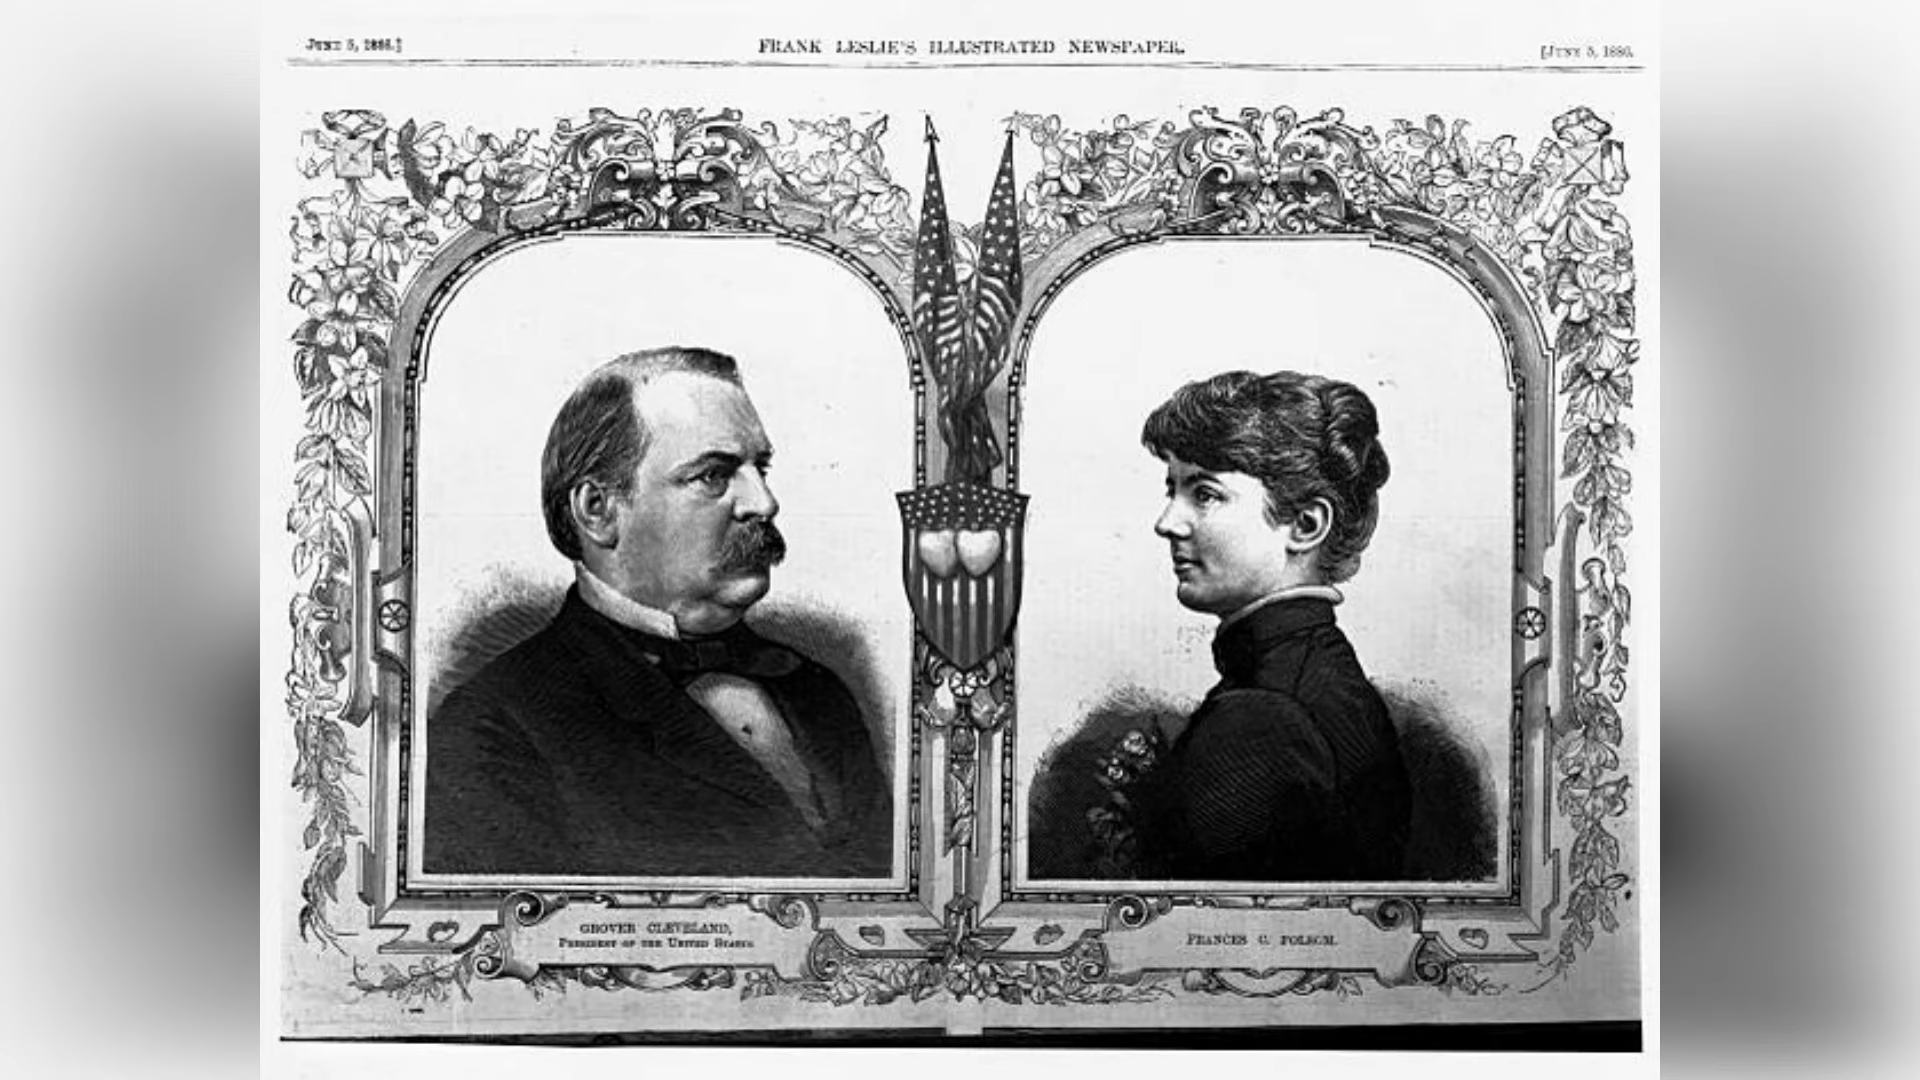 JUNE 5, 1886.]
FRANK LESLIE'S ILLUSTRATED NEWSPAPER.
[JUNE 5, 1886.
GROVER CLEVELAND,
PRESIDENT OF THE UNITED STATES.
FRANCES C. FOLSOM.